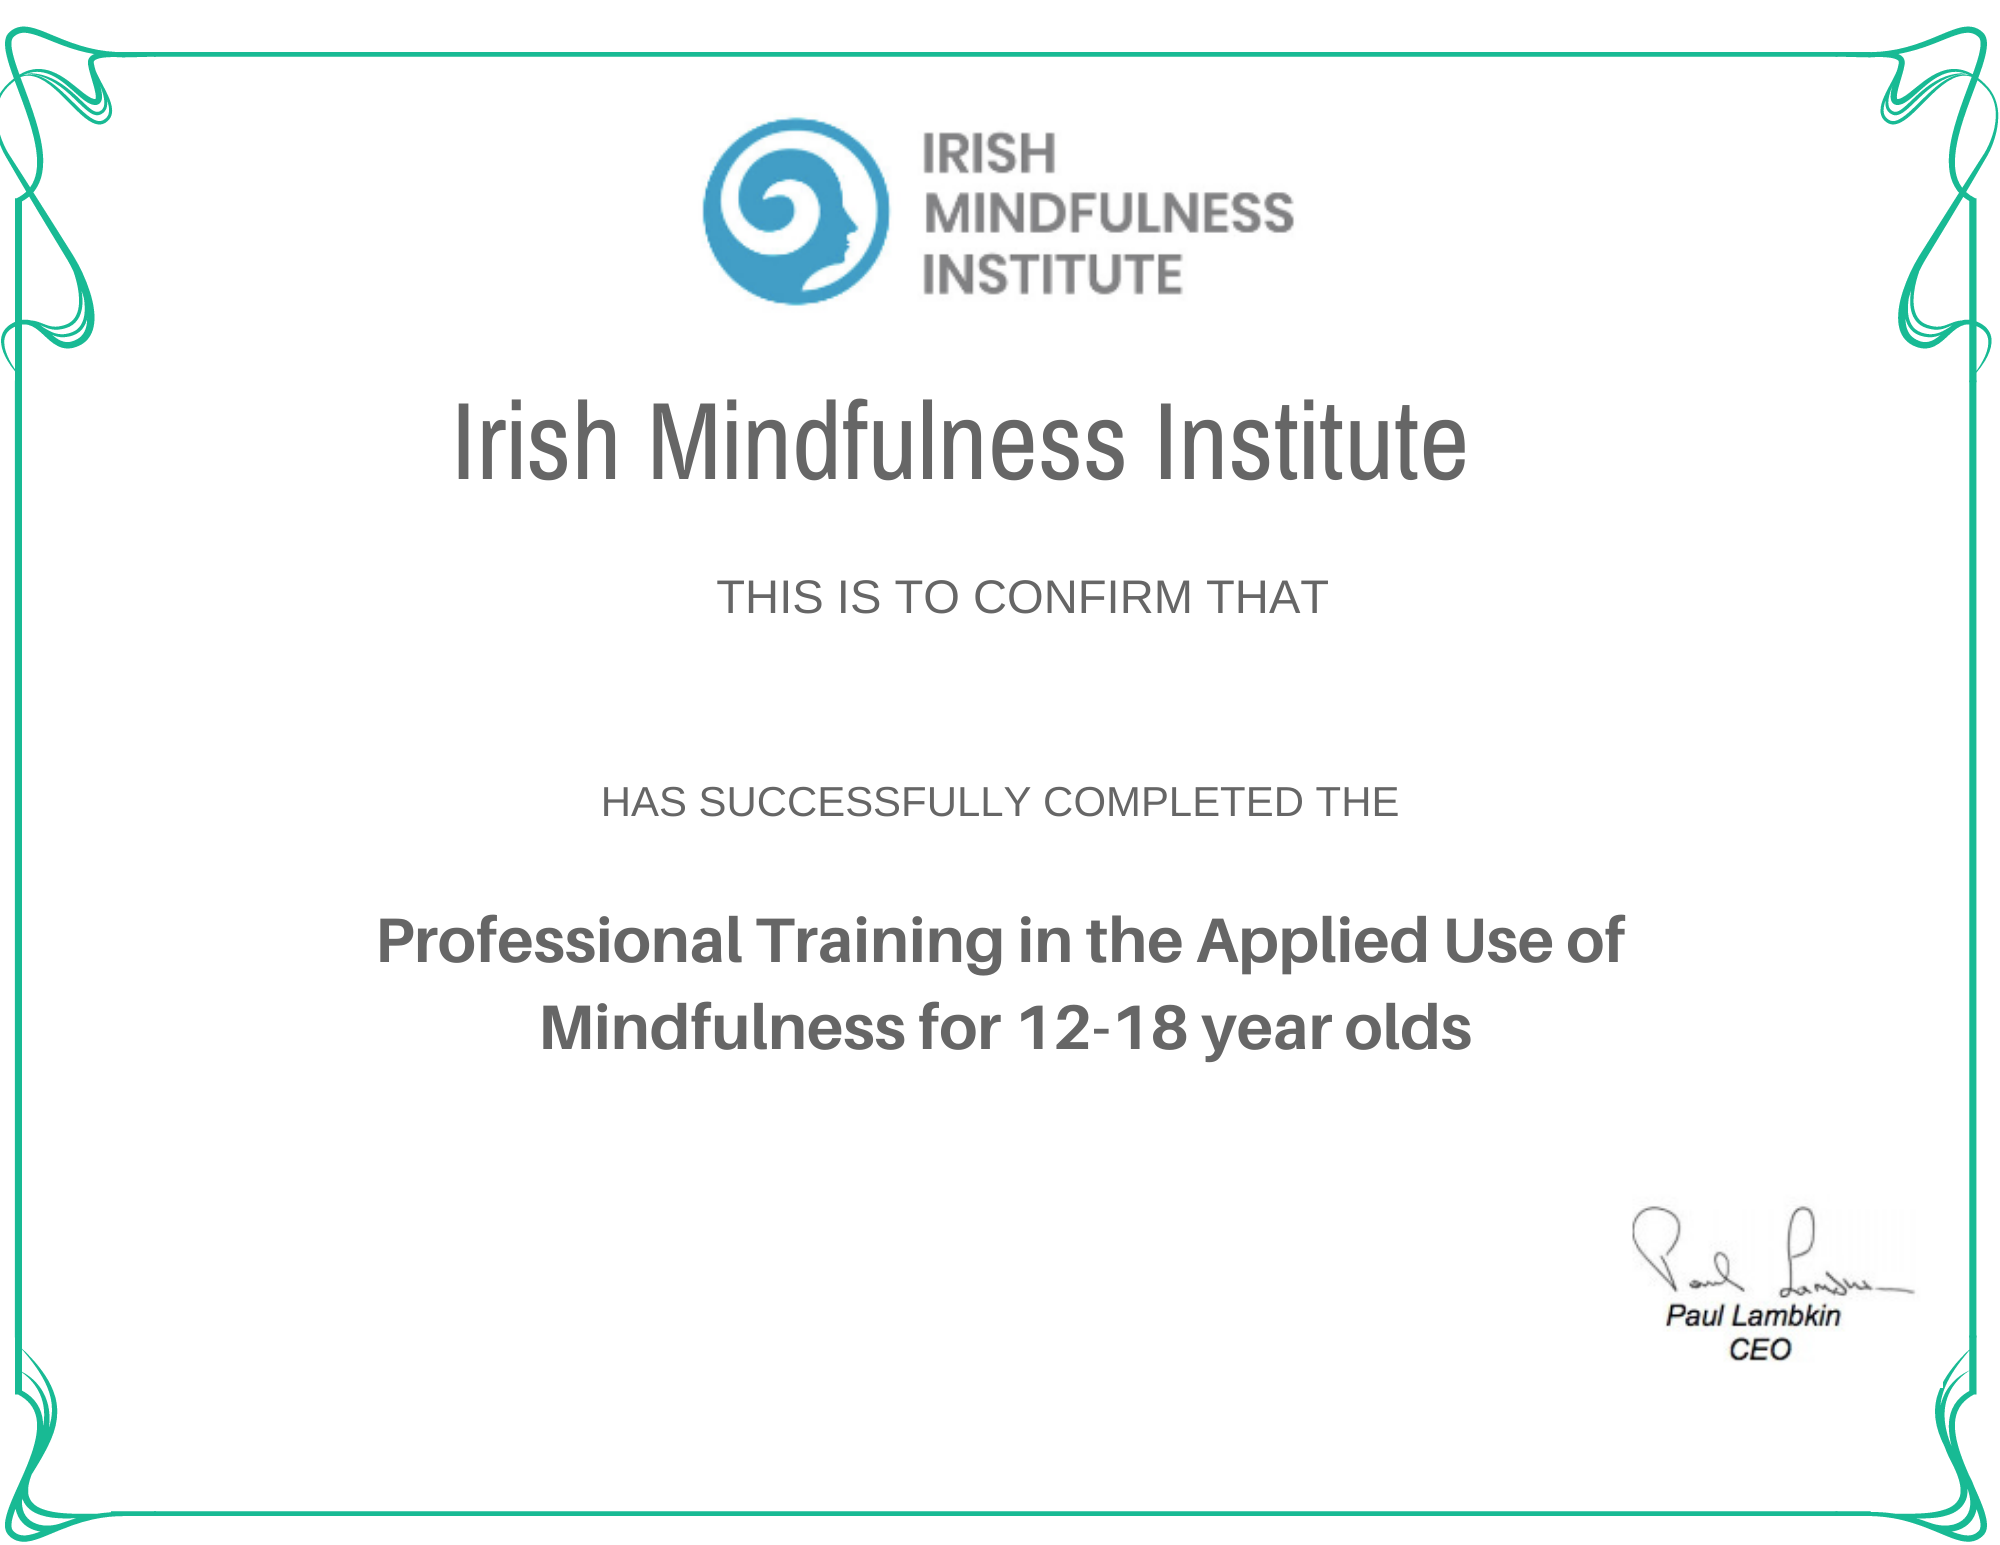 IRISH
MINDFULNESS
INSTITUTE
Irish Mindfulness Institute
THIS IS TO CONFIRM THAT
HAS SUCCESSFULLY COMPLETED THE
Professional Training in the Applied Use of
Mindfulness for 12-18 year olds
Paul Lambkin
Paul Lambkin
CEO